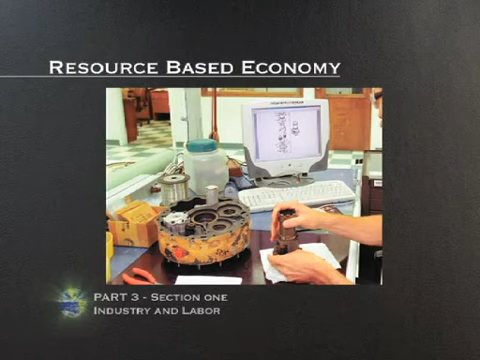 Resource Based Economy
PART 3 - Section one
Industry and Labor